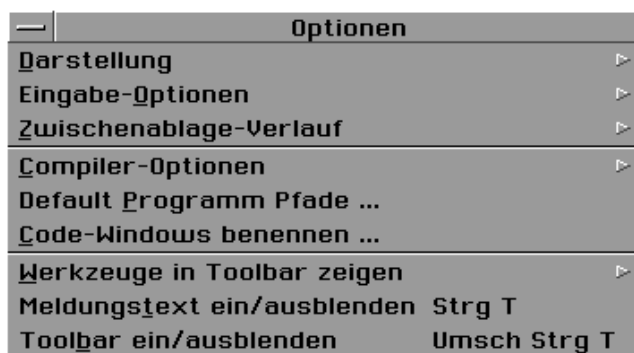 Optionen
Darstellung
Eingabe-Optionen
Zwischenablage-Verlauf
Compiler-Optionen
Default Programm Pfade ...
Code-Windows benennen ...
Werkzeuge in Toolbar zeigen
Meldungstext ein/ausblenden Strg T
Toolbar ein/ausblenden Umsch Strg T